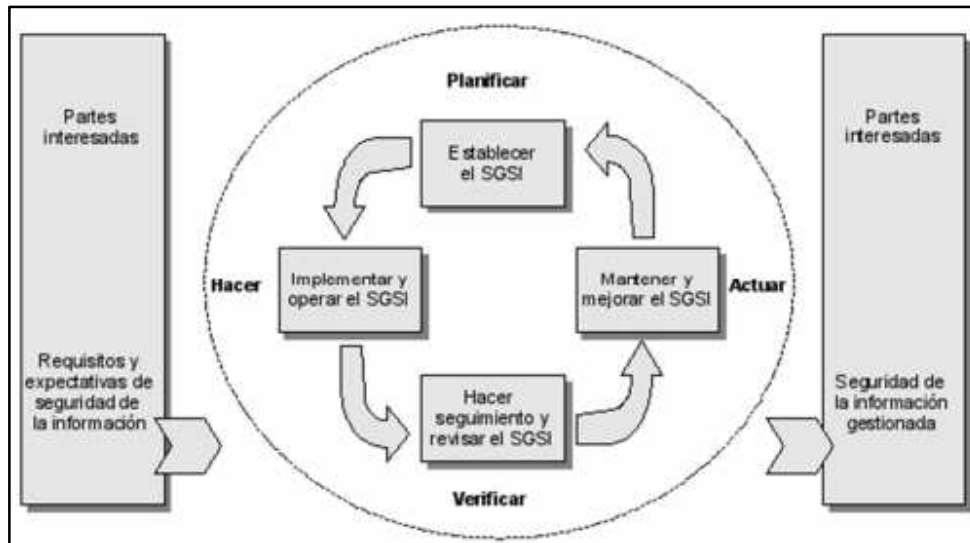 Partes
interesadas
Requisitos y
expectativas de
seguridad de
la información
Planificar
Establecer
el SGSI
Hacer
Implementar y
operar el SGSI
Mantener y
mejorar el SGSI
Actuar
Hacer
seguimiento y
revisar el SGSI
Verificar
Partes
interesadas
Seguridad de
la información
gestionada